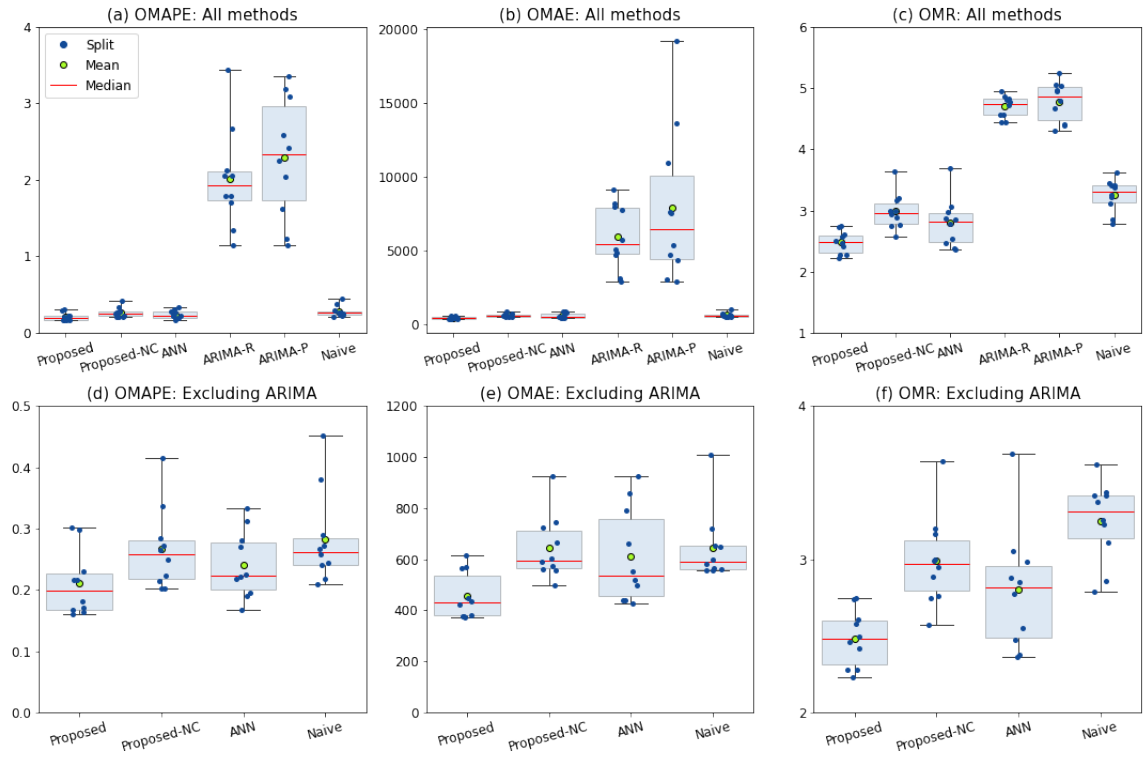 (a) OMAPE: All methods
4
3
2
1
0
Split
Mean
Median
Proposed
Proposed-NC
ANN
ARIMA-R
ARIMA-P
Naive
(b) OMAE: All methods
20000
15000
10000
5000
0
Proposed
Proposed-NC
ANN
ARIMA-R
ARIMA-P
Naive
(c) OMR: All methods
6
5
4
3
2
1
Proposed
Proposed-NC
ANN
ARIMA-R
ARIMA-P
Naive
(d) OMAPE: Excluding ARIMA
0.5
0.4
0.3
0.2
0.1
0.0
Proposed
Proposed-NC
ANN
Naive
(e) OMAE: Excluding ARIMA
1200
1000
800
600
400
200
0
Proposed
Proposed-NC
ANN
Naive
(f) OMR: Excluding ARIMA
4
3
2
Proposed
Proposed-NC
ANN
Naive